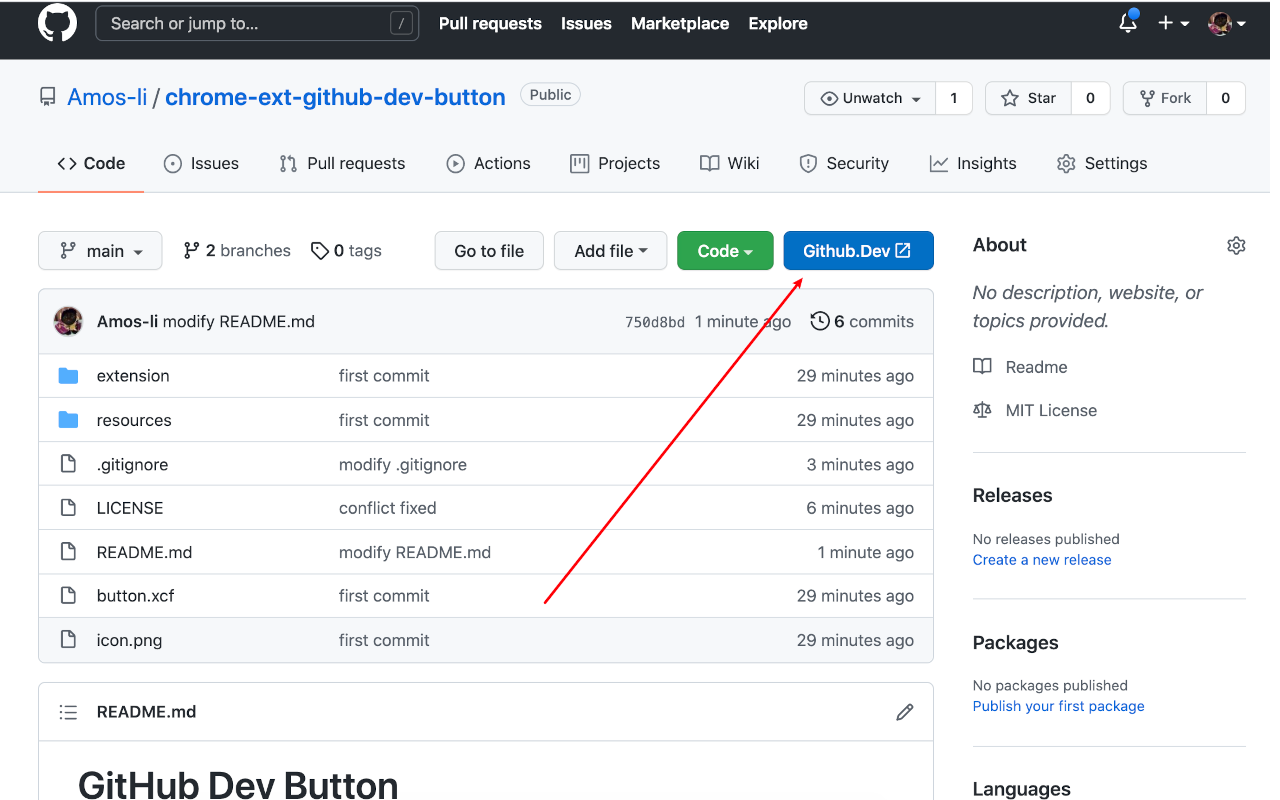 Search or jump to... / Pull requests Issues Marketplace Explore
Amos-li / chrome-ext-github-dev-button Public Unwatch 1 Star 0 Fork 0
Code Issues Pull requests Actions Projects Wiki Security Insights Settings
main 2 branches 0 tags Go to file Add file Code Github.Dev
Amos-li modify README.md 750d8bd 1 minute ago 6 commits
extension first commit 29 minutes ago
resources first commit 29 minutes ago
.gitignore modify .gitignore 3 minutes ago
LICENSE conflict fixed 6 minutes ago
README.md modify README.md 1 minute ago
button.xcf first commit 29 minutes ago
icon.png first commit 29 minutes ago
README.md
GitHub Dev Button
About
No description, website, or
topics provided.
Readme
MIT License
Releases
No releases published
Create a new release
Packages
No packages published
Publish your first package
Languages